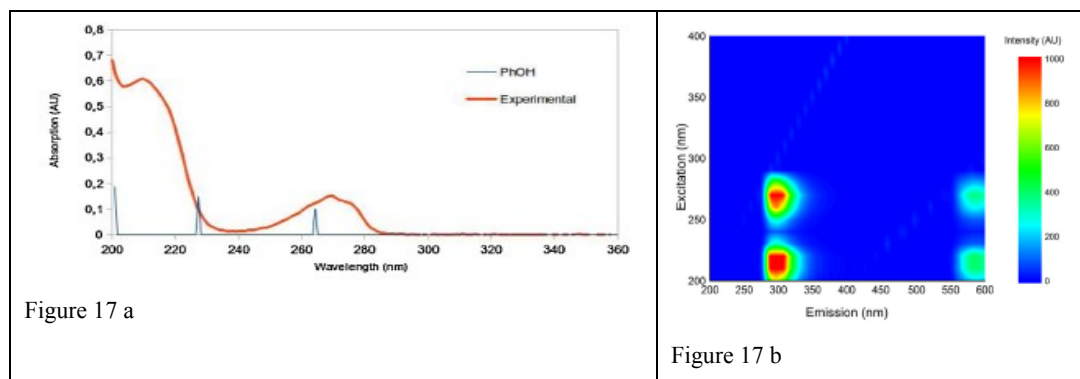 0,8
0,7
0,6
0,5
0,4
0,3
0,2
0,1
0
Absorption (AU)
PhOH
Experimental
200 220 240 260 280 300 320 340 360
Wavelength (nm)
Figure 17 a
400
350
300
250
200
Excitation (nm)
200 250 300 350 400 450 500 550 600
Emission (nm)
Intensity (AU)
1000
800
600
400
200
0
Figure 17 b